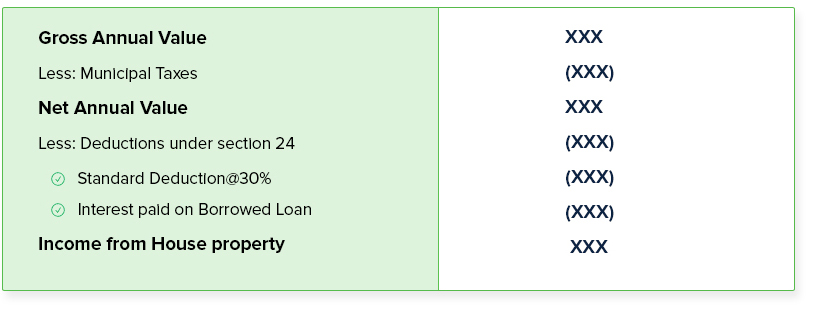 Gross Annual Value XXX
Less: Municipal Taxes (XXX)
Net Annual Value XXX
Less: Deductions under section 24 (XXX)
Standard Deduction@30% (XXX)
Interest paid on Borrowed Loan (XXX)
Income from House property XXX